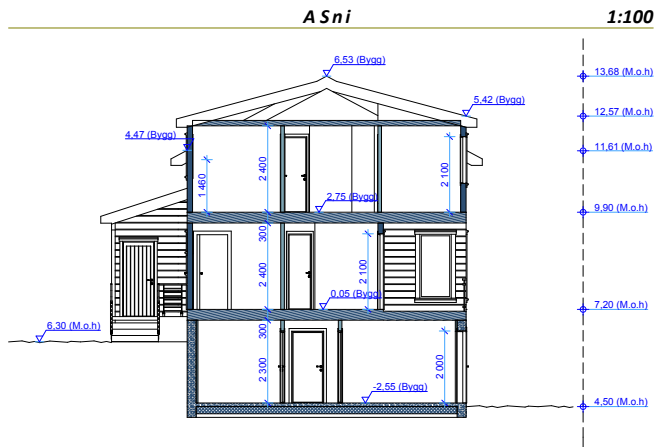 A Sni 1:100
6,53 (Bygg)
13,68 (M.o.h)
5,42 (Bygg)
12,57 (M.o.h)
4,47 (Bygg)
11,61 (M.o.h)
1 460
2 400
2 100
2,75 (Bygg)
9,90 (M.o.h)
300
2 400
2 100
0,05 (Bygg)
7,20 (M.o.h)
6,30 (M.o.h)
300
2 300
2 000
-2,55 (Bygg)
4,50 (M.o.h)